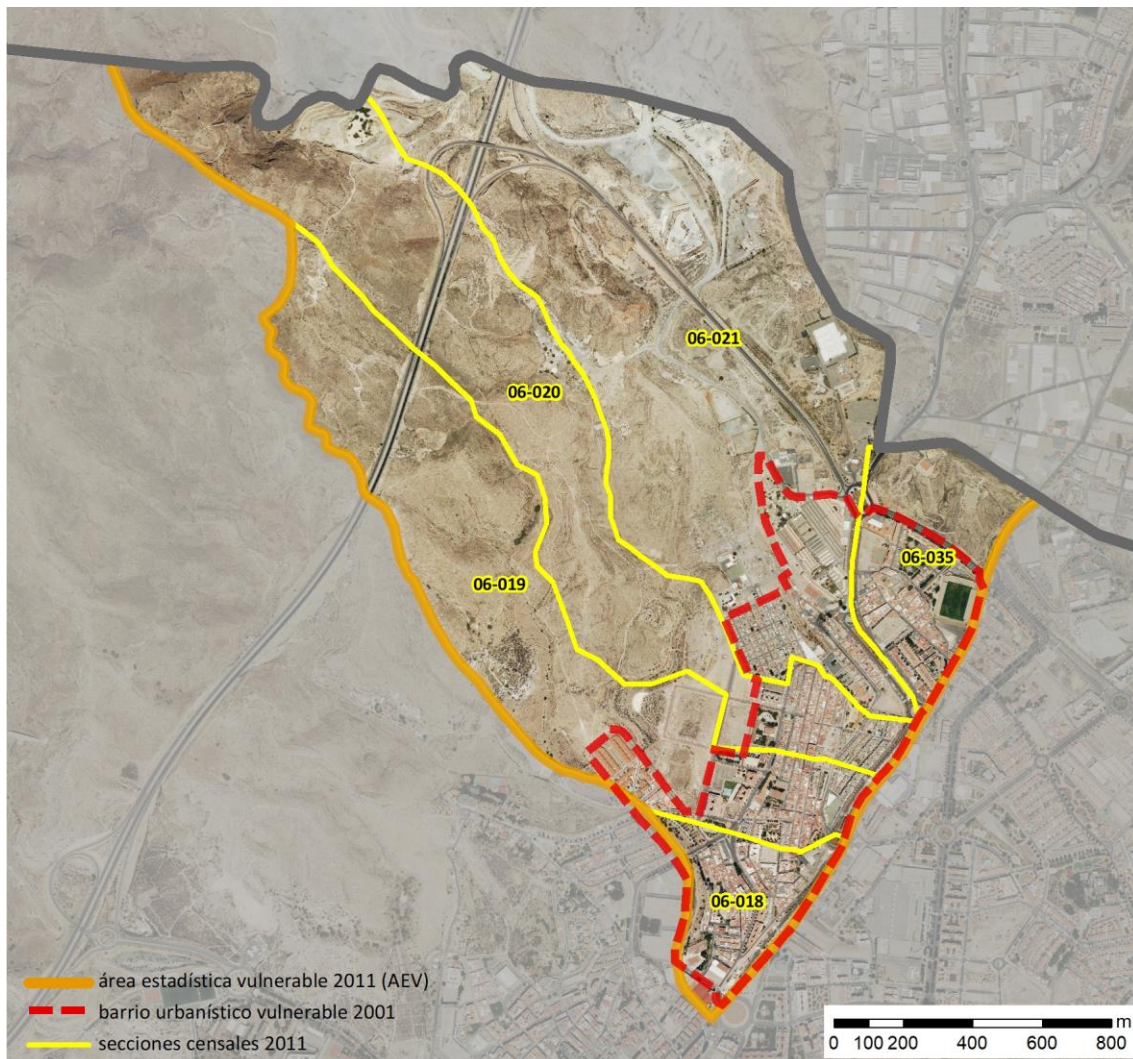 06-021
06-020
06-035
06-019
06-018
área estadística vulnerable 2011 (AEV)
barrio urbanístico vulnerable 2001
secciones censales 2011
m
0 100 200 400 600 800